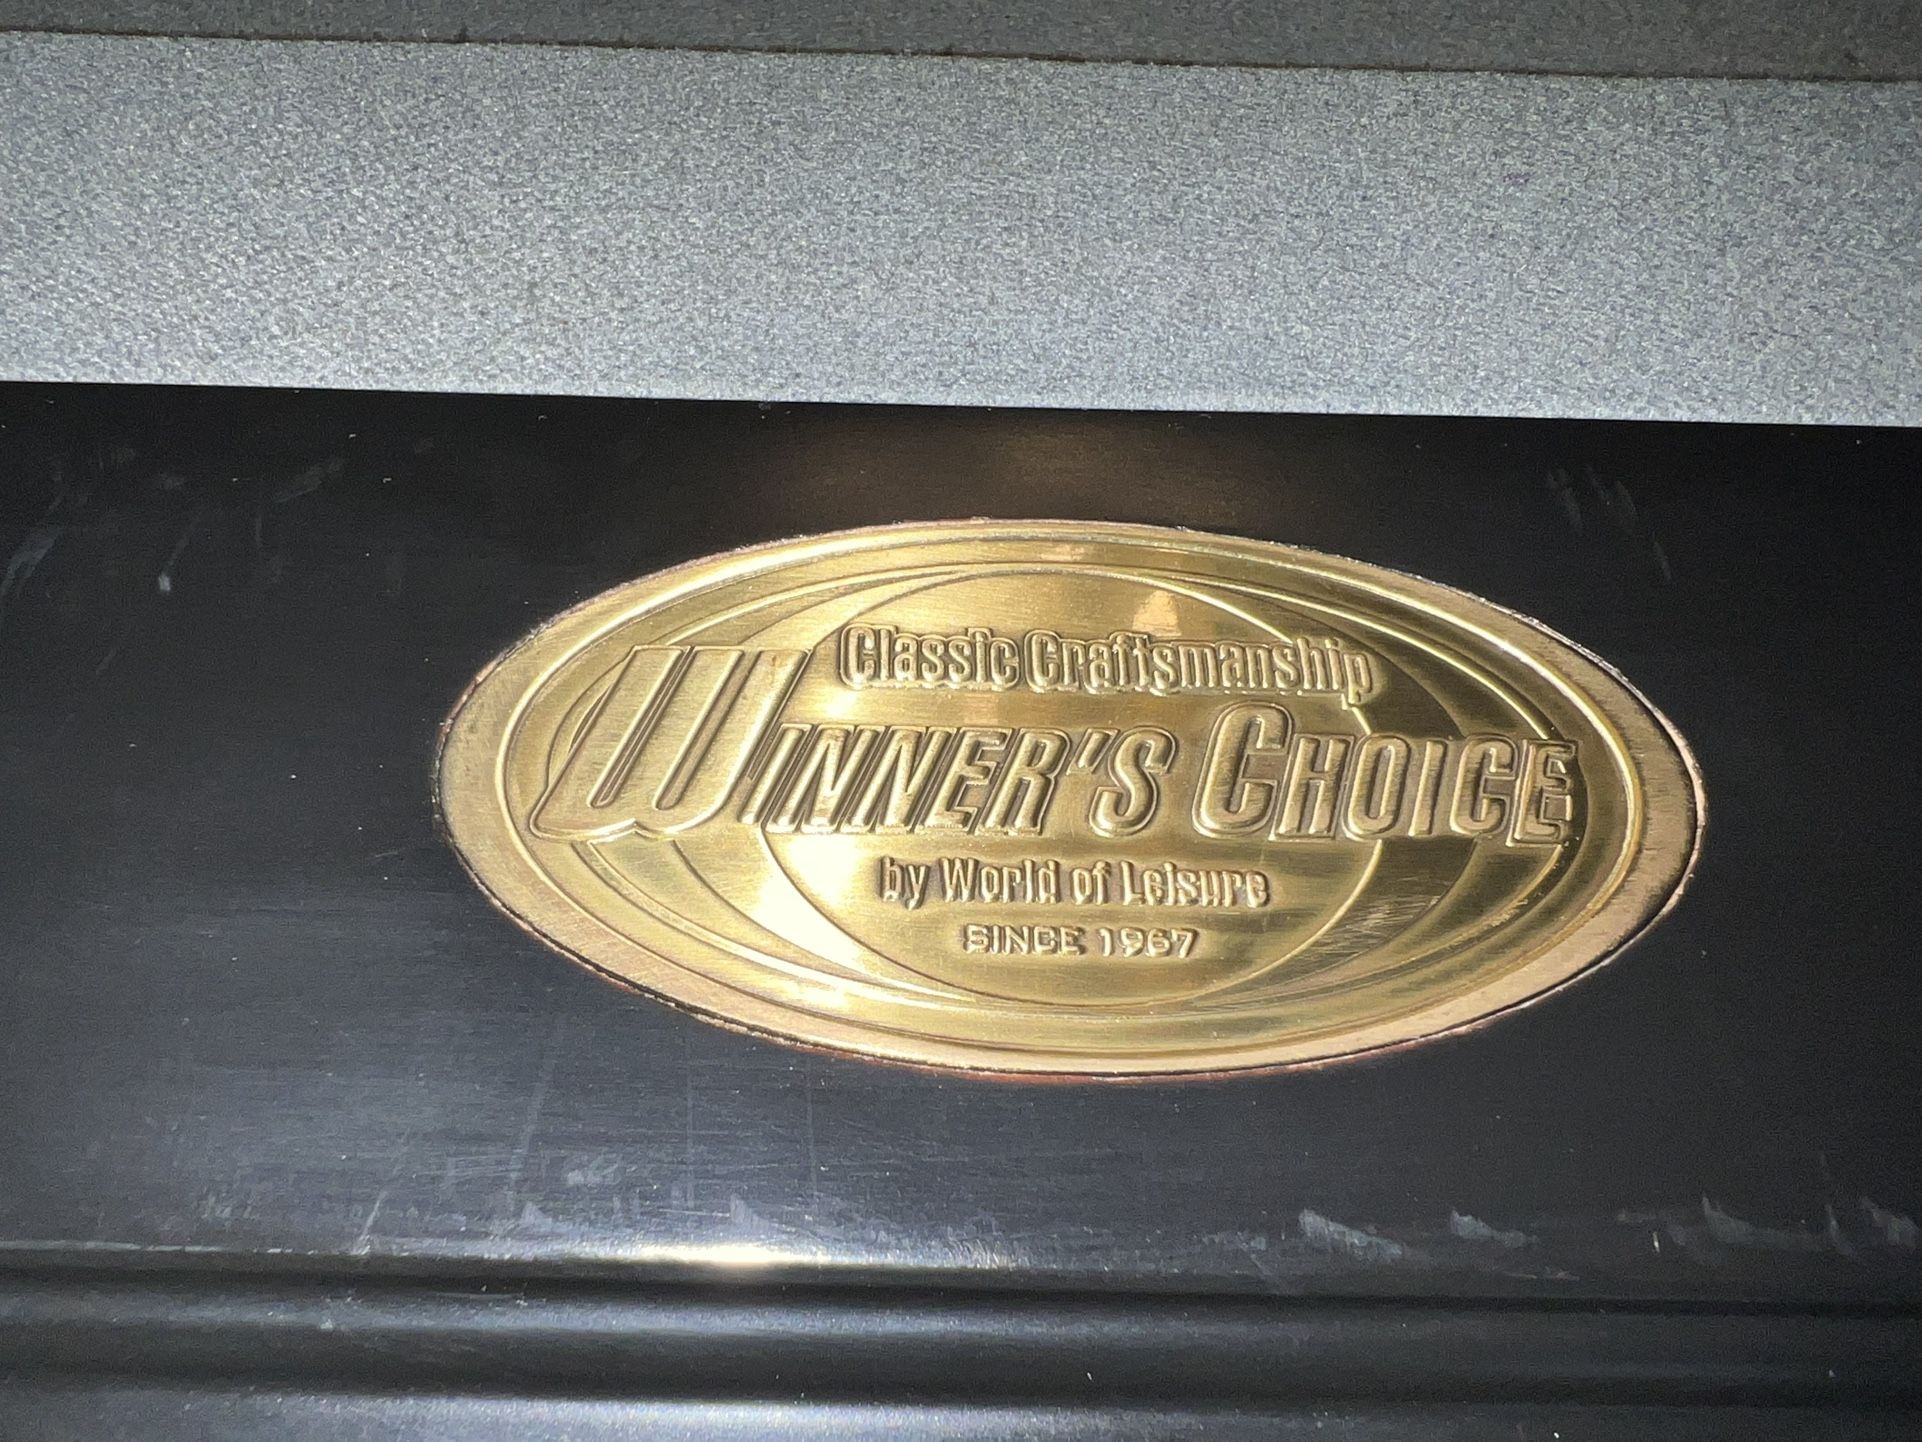 Classic Craftsmanship
WINNER'S CHOICE
by World of Leisure
SINCE 1967